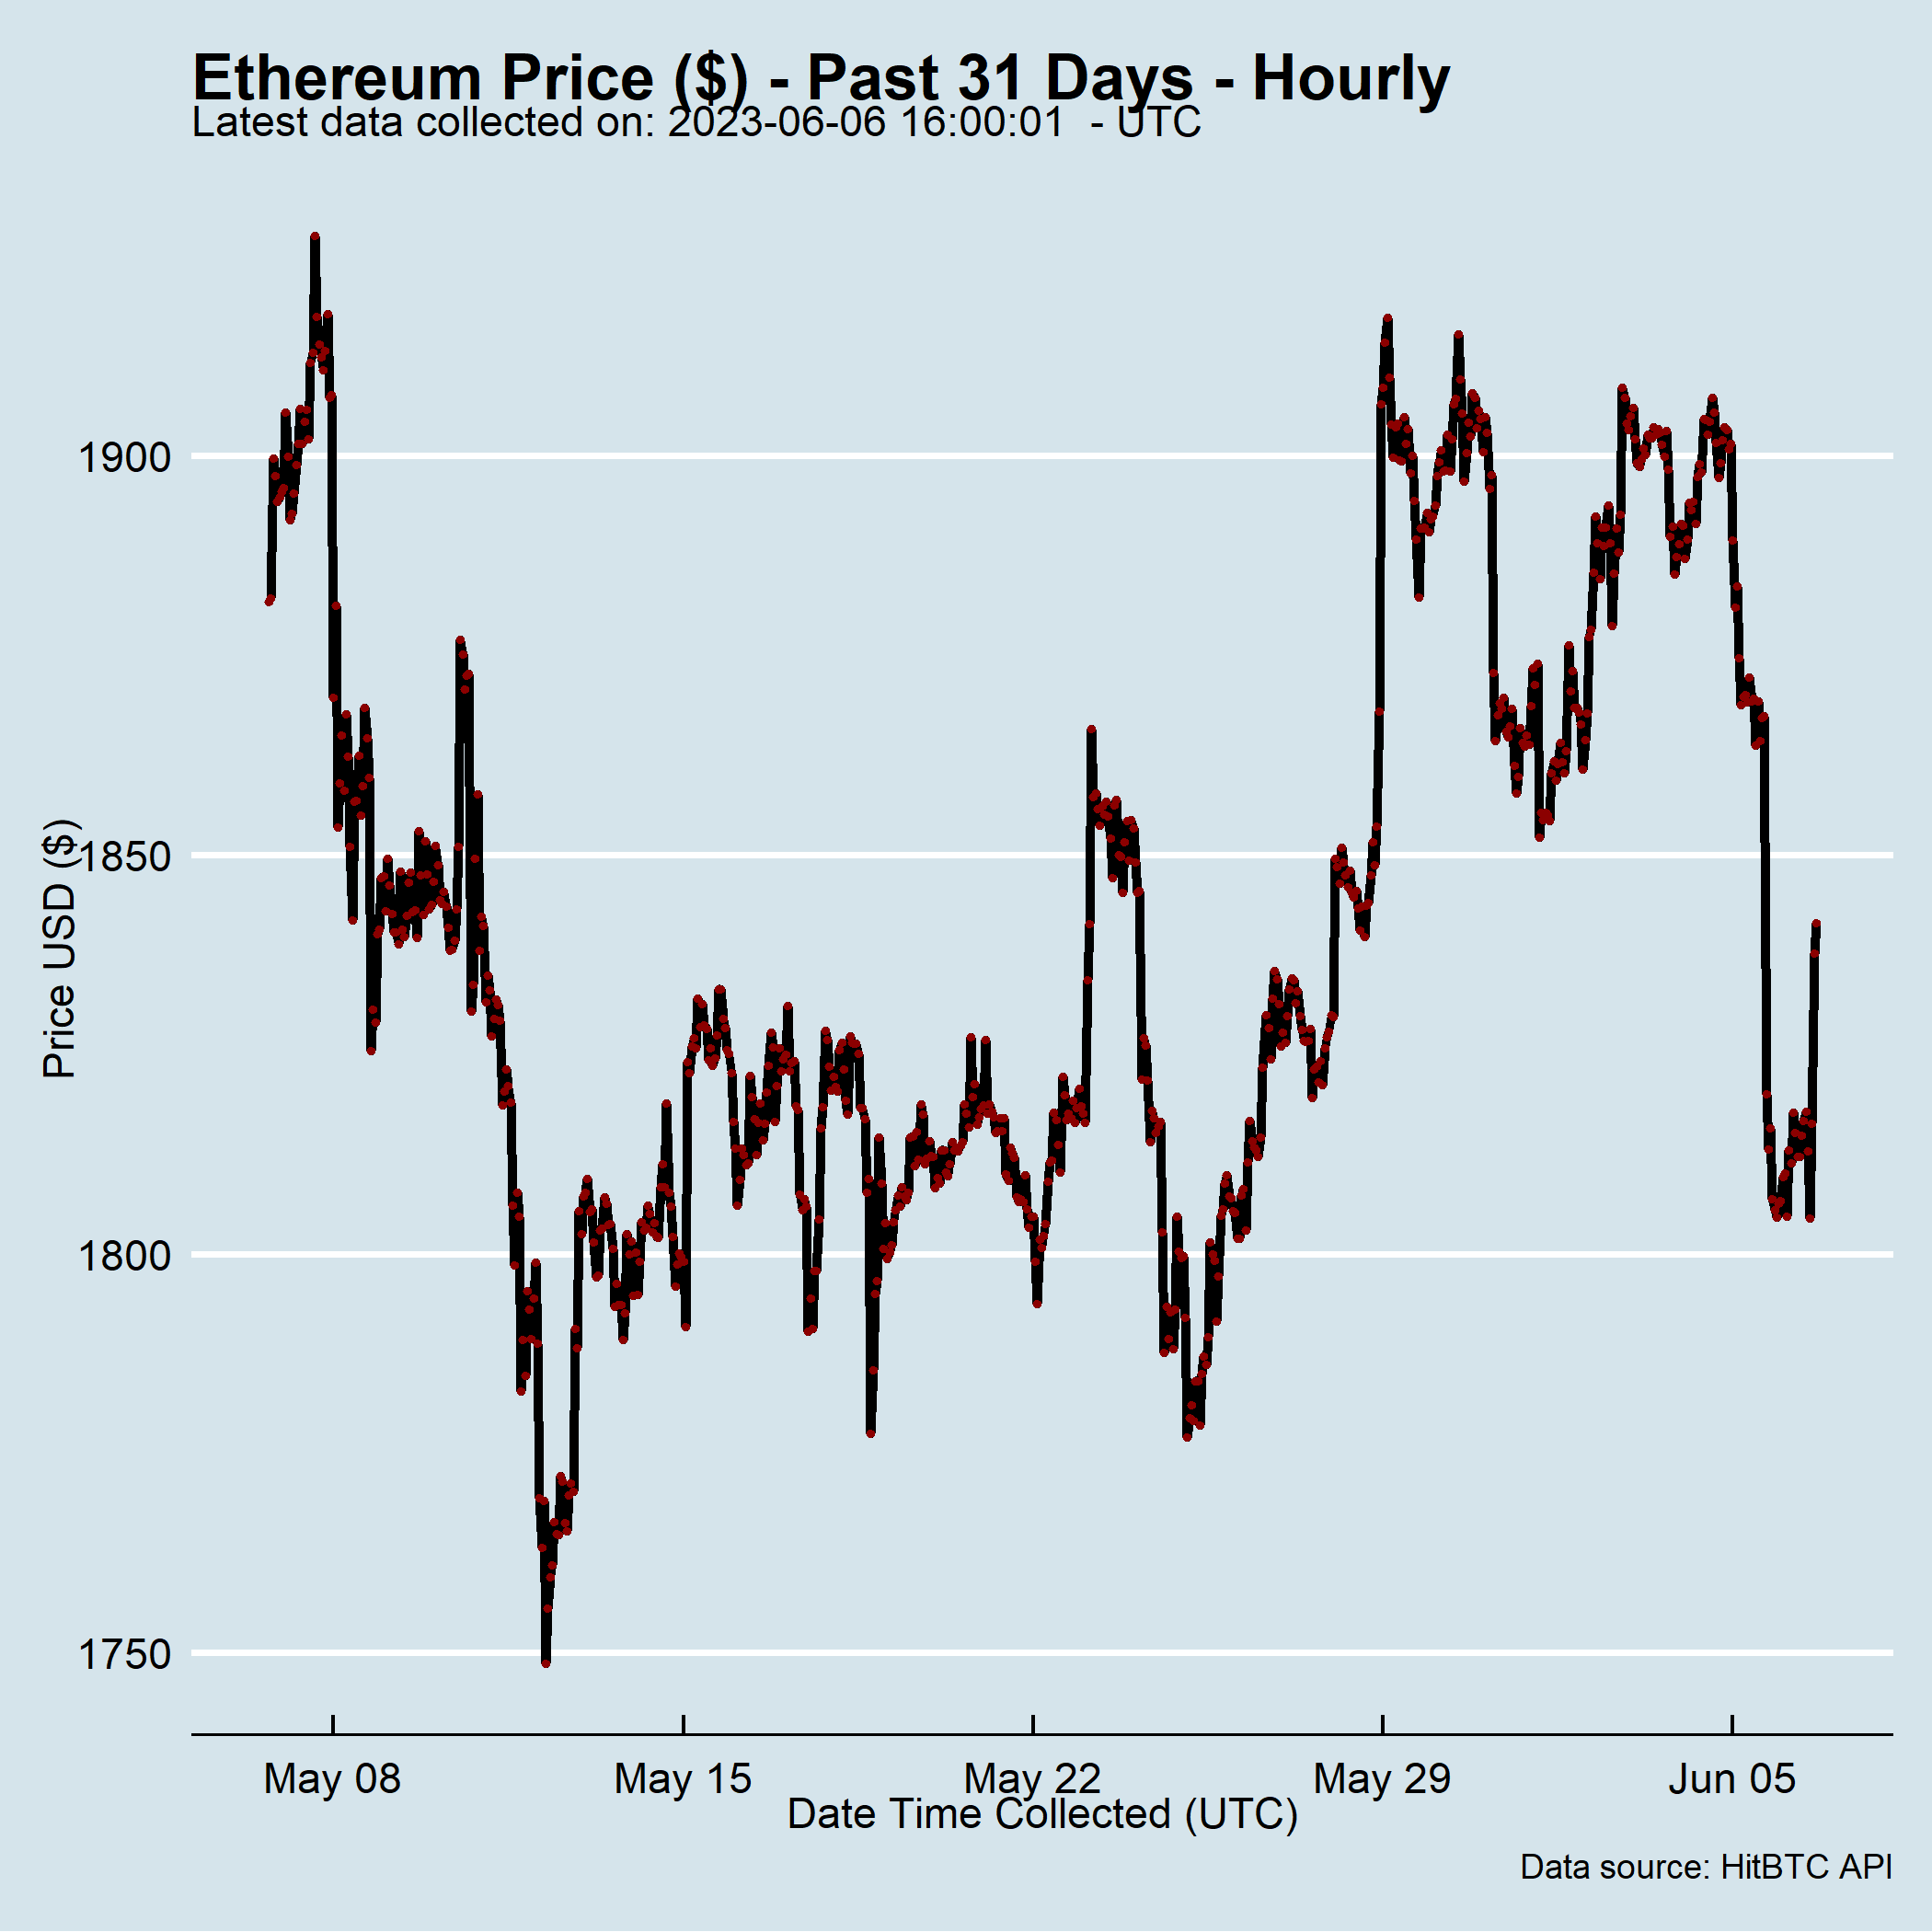 Ethereum Price ($) - Past 31 Days - Hourly
Latest data collected on: 2023-06-06 16:00:01  - UTC
1900
1850
1800
1750
Price USD ($)
May 08 May 15 May 22 May 29 Jun 05
Date Time Collected (UTC)
Data source: HitBTC API